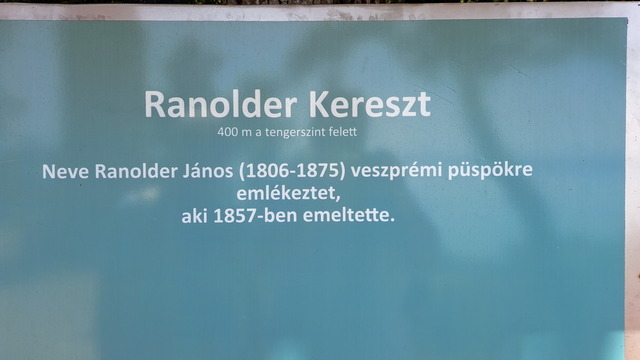 Ranolder Kereszt
400 m a tengerszint felett
Neve Ranolder János (1806-1875) veszprémi püspökre
emlékeztet,
aki 1857-ben emeltette.